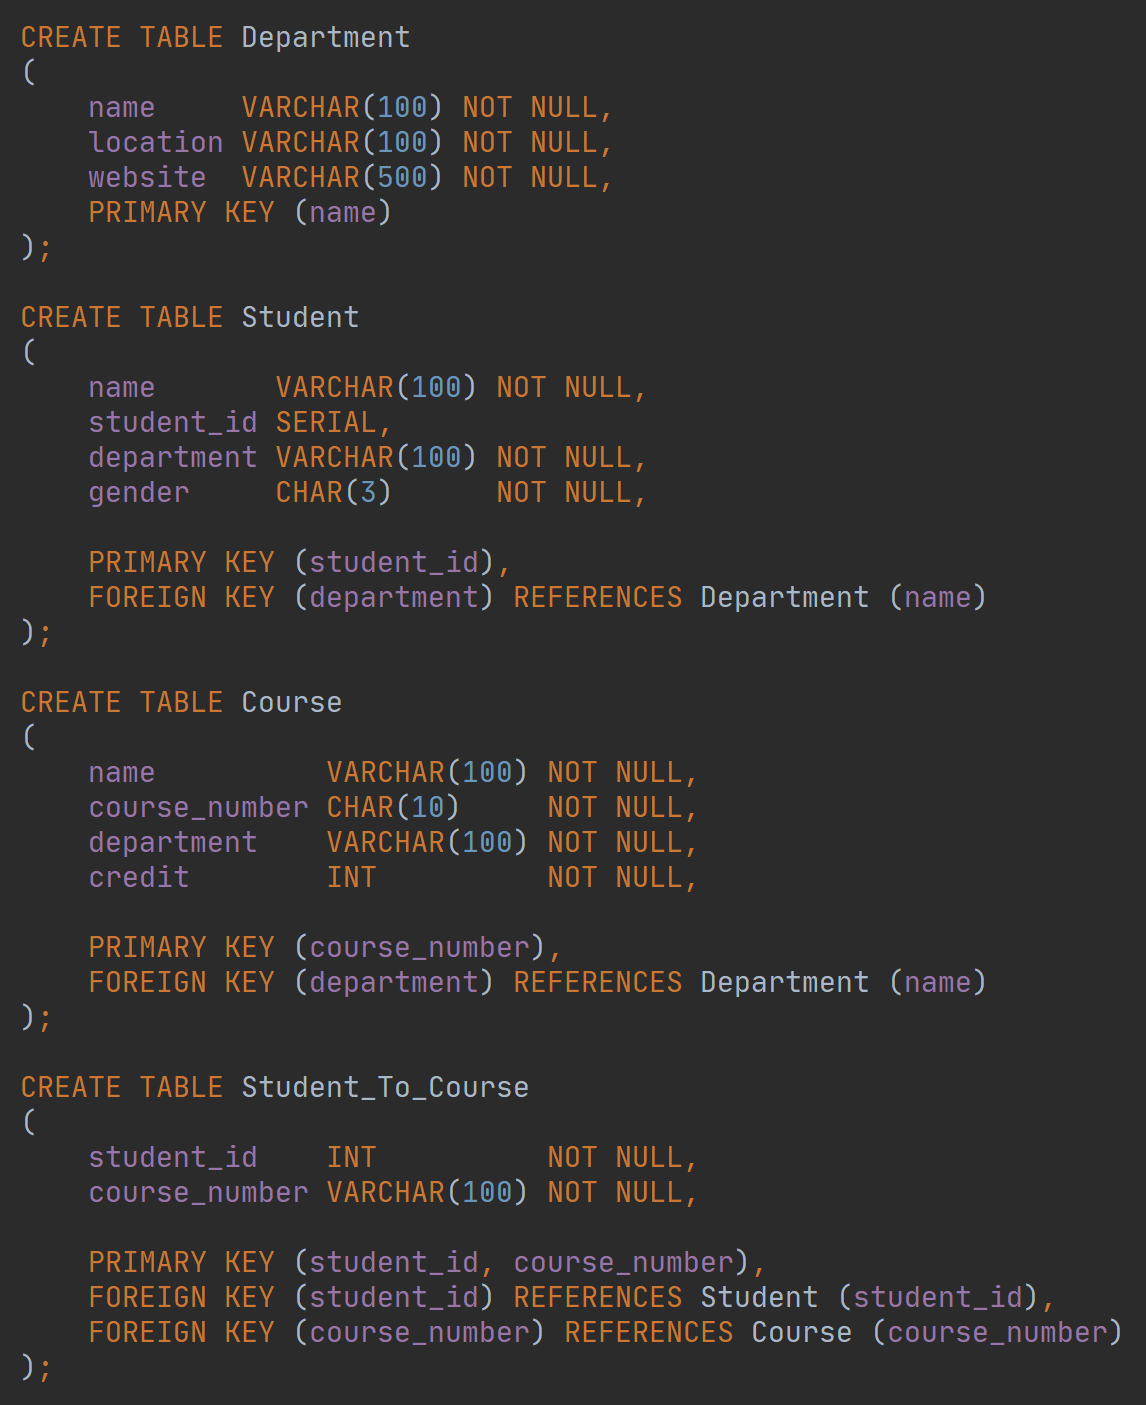 CREATE TABLE Department
(
    name     VARCHAR(100) NOT NULL,
    location VARCHAR(100) NOT NULL,
    website  VARCHAR(500) NOT NULL,
    PRIMARY KEY (name)
);

CREATE TABLE Student
(
    name       VARCHAR(100) NOT NULL,
    student_id SERIAL,
    department VARCHAR(100) NOT NULL,
    gender     CHAR(3)      NOT NULL,

    PRIMARY KEY (student_id),
    FOREIGN KEY (department) REFERENCES Department (name)
);

CREATE TABLE Course
(
    name          VARCHAR(100) NOT NULL,
    course_number CHAR(10)     NOT NULL,
    department    VARCHAR(100) NOT NULL,
    credit        INT          NOT NULL,

    PRIMARY KEY (course_number),
    FOREIGN KEY (department) REFERENCES Department (name)
);

CREATE TABLE Student_To_Course
(
    student_id    INT          NOT NULL,
    course_number VARCHAR(100) NOT NULL,

    PRIMARY KEY (student_id, course_number),
    FOREIGN KEY (student_id) REFERENCES Student (student_id),
    FOREIGN KEY (course_number) REFERENCES Course (course_number)
);